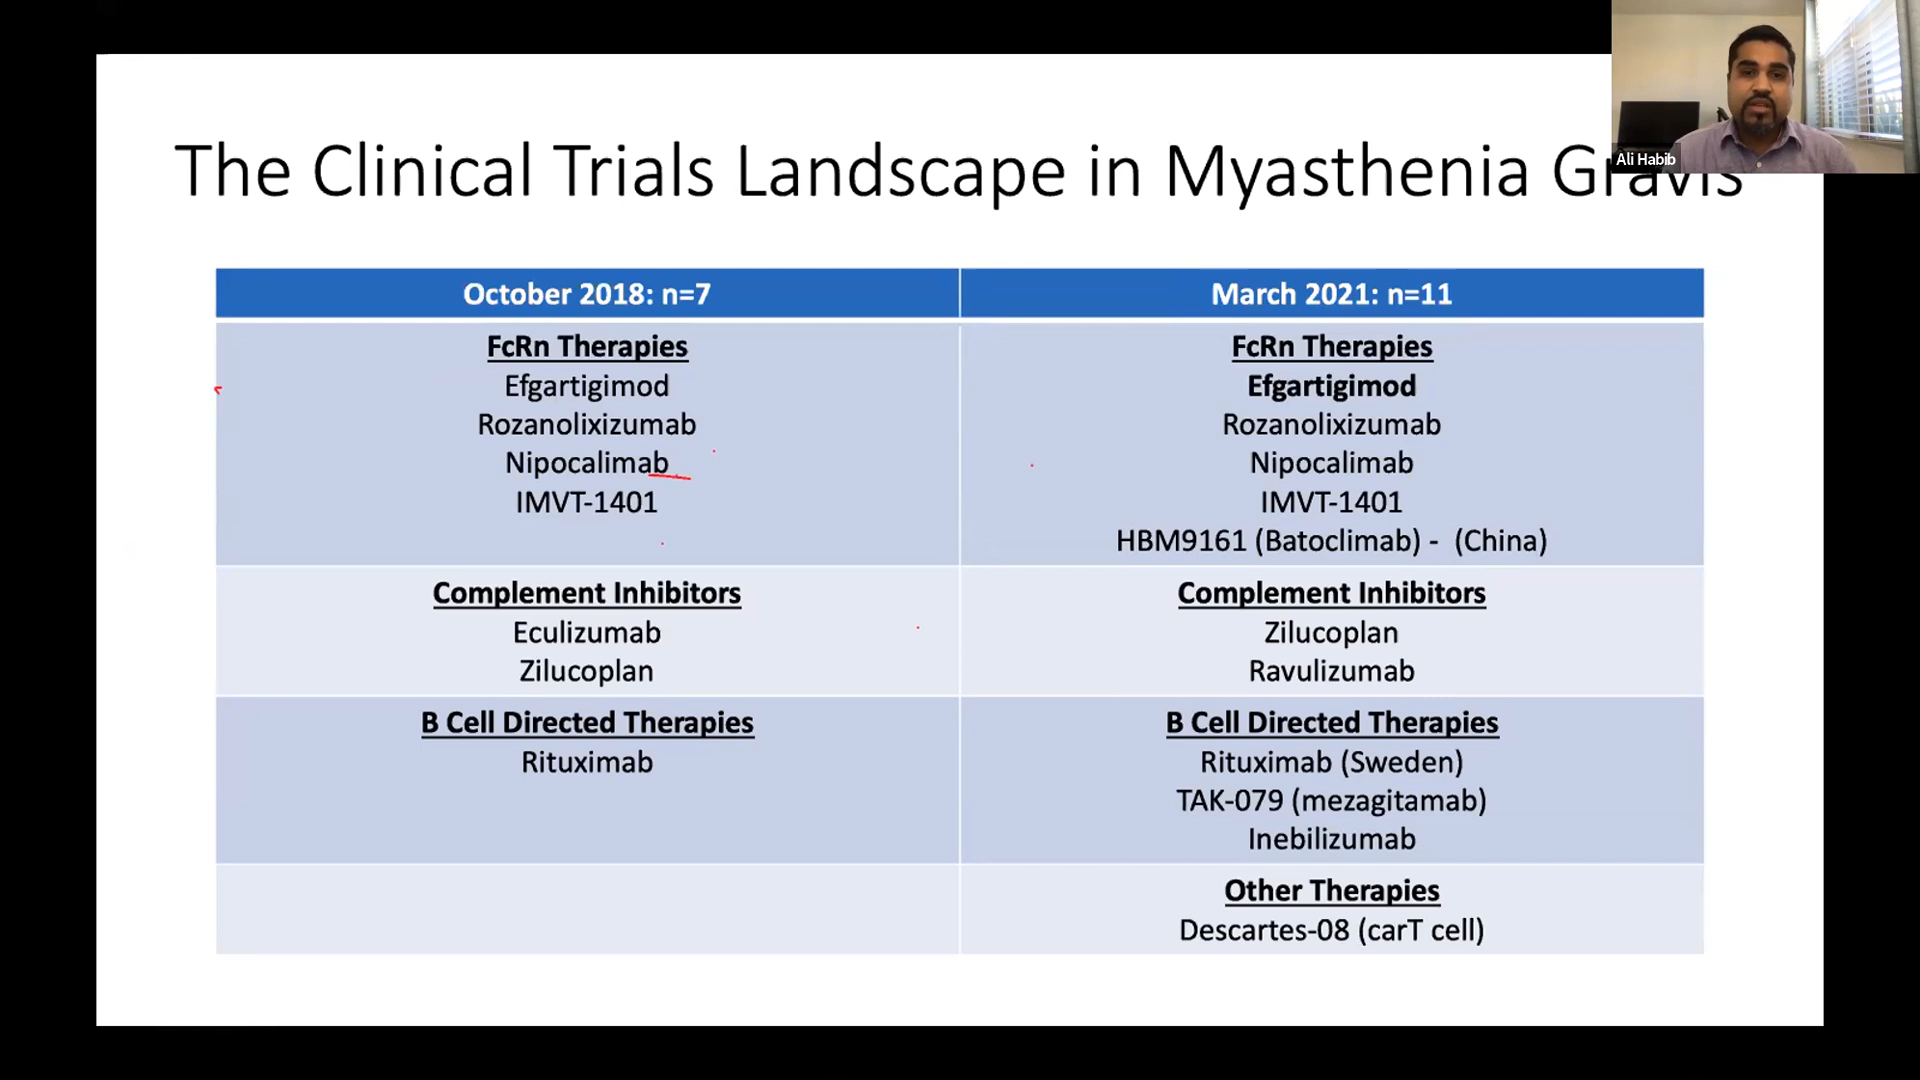 Ali Habib
The Clinical Trials Landscape in Myasthenia Gravis
October 2018: n=7
FcRn Therapies
Efgartigimod
Rozanolixizumab
Nipocalimab
IMVT-1401
Complement Inhibitors
Eculizumab
Zilucoplan
B Cell Directed Therapies
Rituximab
March 2021: n=11
FcRn Therapies
Efgartigimod
Rozanolixizumab
Nipocalimab
IMVT-1401
HBM9161 (Batoclimab) - (China)
Complement Inhibitors
Zilucoplan
Ravulizumab
B Cell Directed Therapies
Rituximab (Sweden)
TAK-079 (mezagitamab)
Inebilizumab
Other Therapies
Descartes-08 (carT cell)